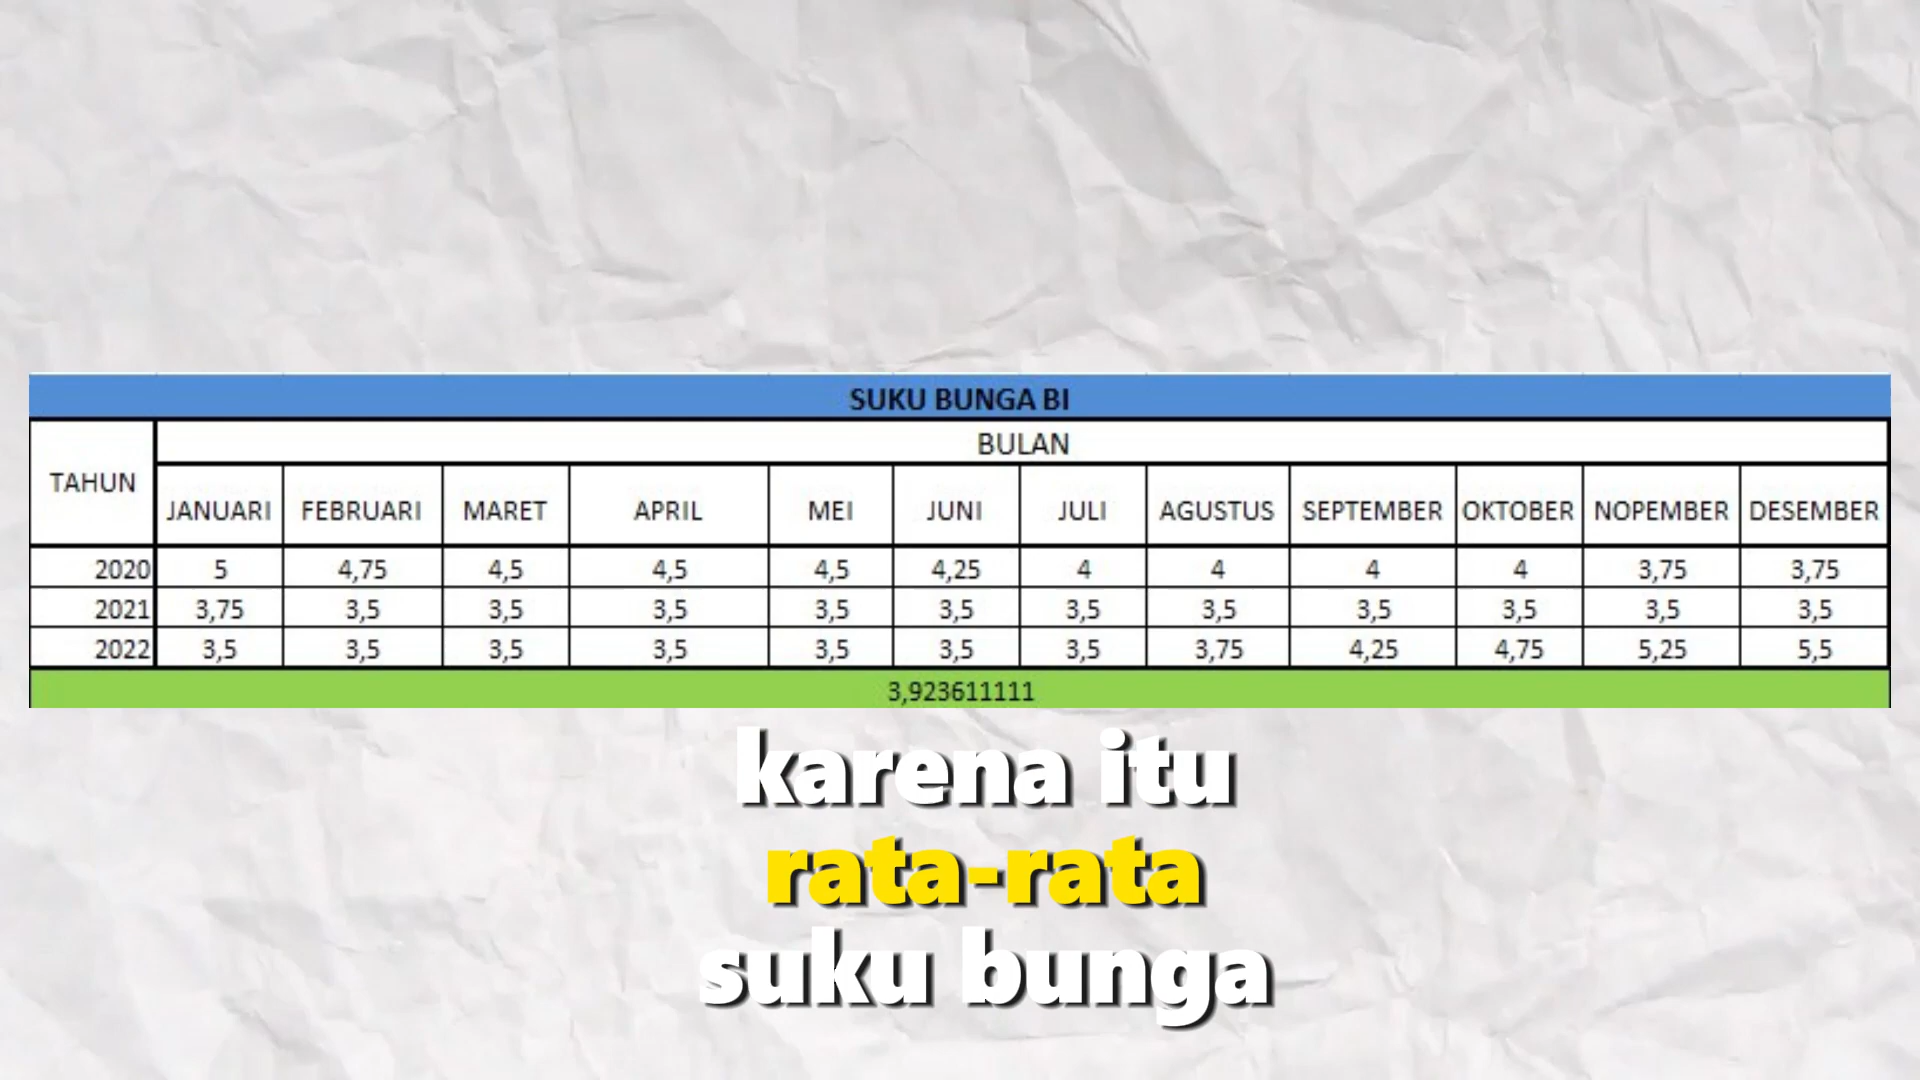 SUKU BUNGA BI
TAHUN BULAN
JANUARI FEBRUARI MARET APRIL MEI JUNI JULI AGUSTUS SEPTEMBER OKTOBER NOPEMBER DESEMBER
2020 5 4,75 4,5 4,5 4,5 4,25 4 4 4 4 3,75 3,75
2021 3,75 3,5 3,5 3,5 3,5 3,5 3,5 3,5 3,5 3,5 3,5 3,5
2022 3,5 3,5 3,5 3,5 3,5 3,5 3,5 3,75 4,25 4,75 5,25 5,5
3,923611111
karena itu
rata-rata
suku bunga